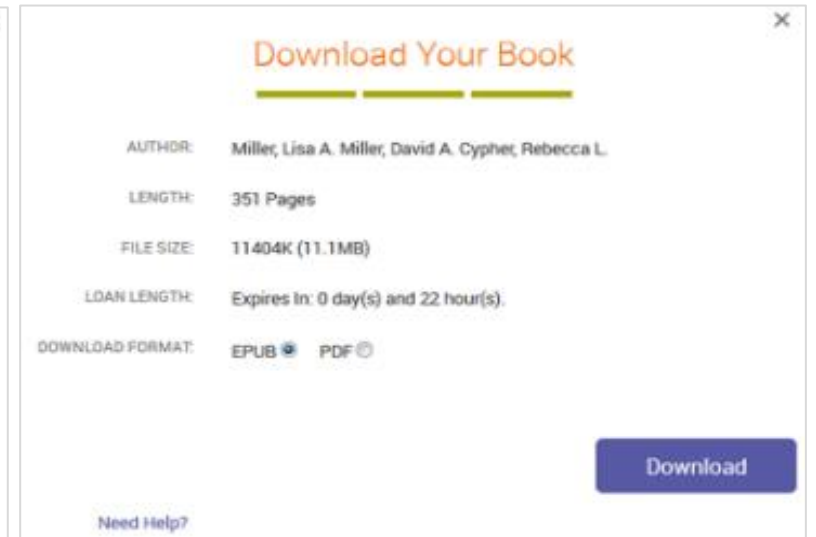 Download Your Book
AUTHOR: Miller, Lisa A. Miller, David A. Cypher, Rebecca L.
LENGTH: 351 Pages
FILE SIZE: 11404K (11.1MB)
LOAN LENGTH: Expires In: 0 day(s) and 22 hour(s).
DOWNLOAD FORMAT: EPUB PDF
Download
Need Help?